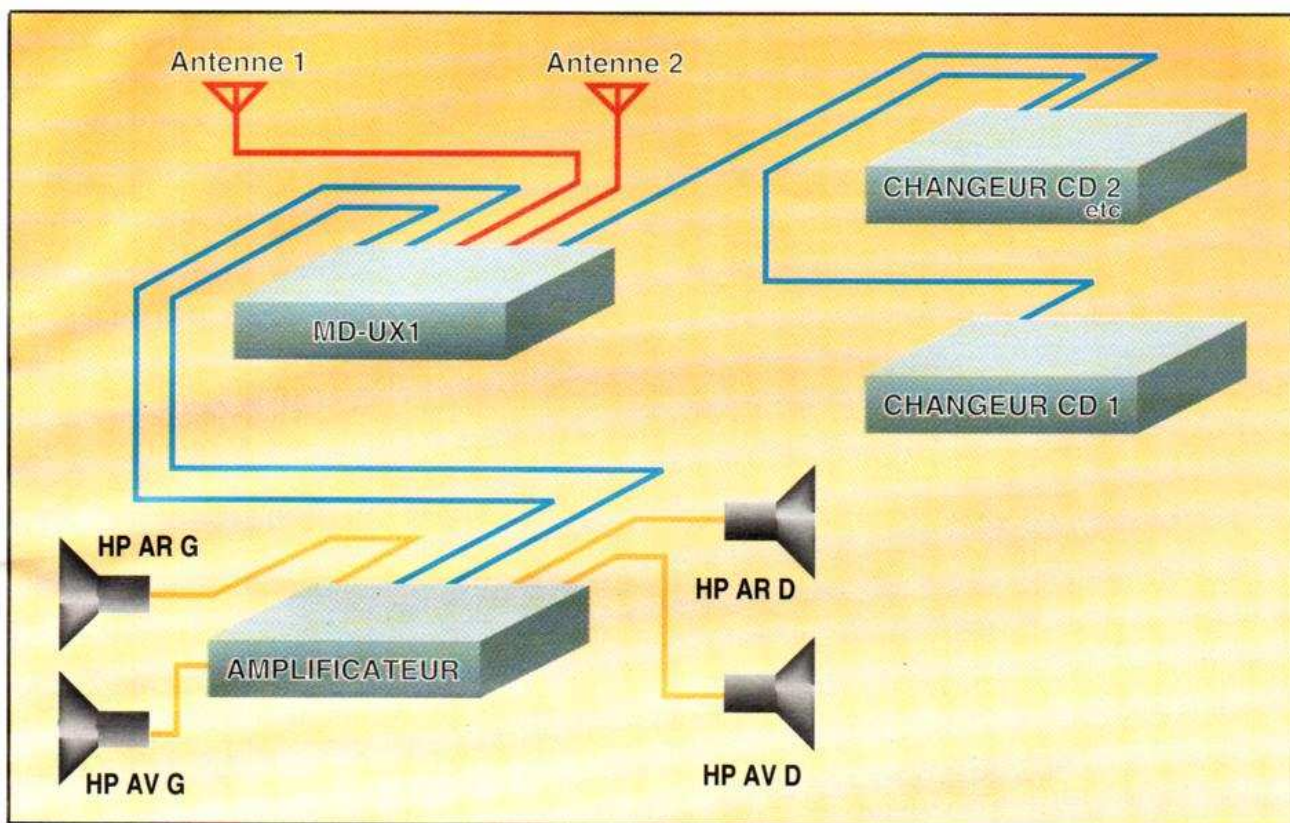 Antenne 1
Antenne 2
CHANGEUR CD 2
etc
MD-UX1
CHANGEUR CD 1
HP AR G
HP AR D
AMPLIFICATEUR
HP AV G
HP AV D